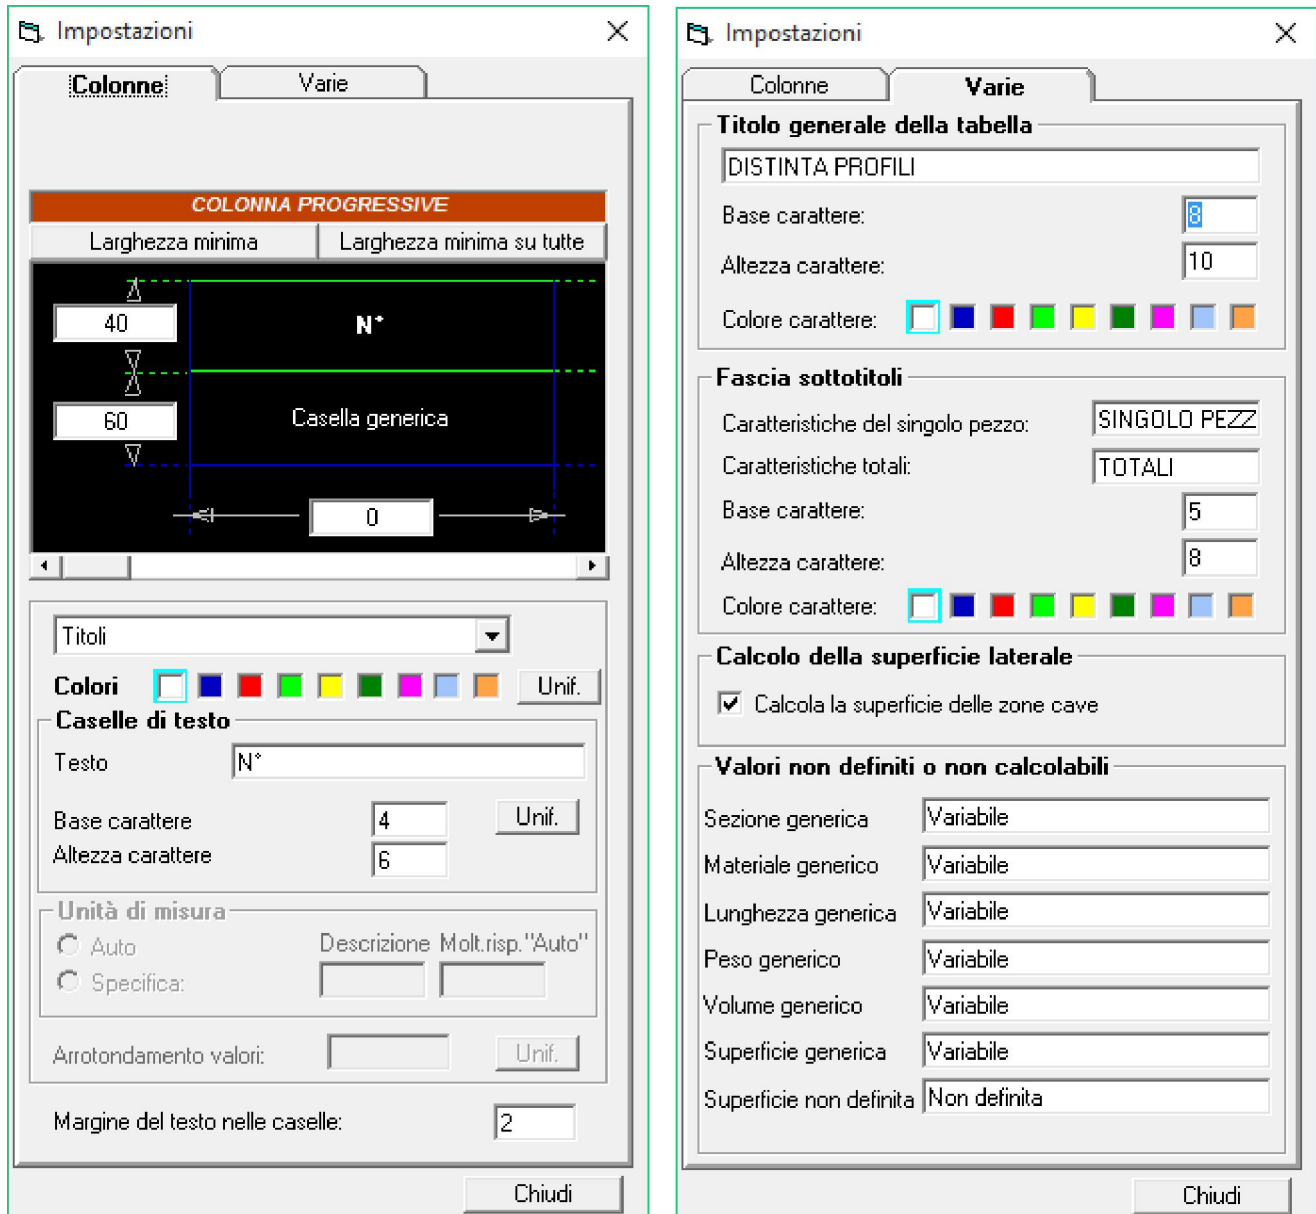 Impostazioni
Colonne
Varie
COLONNA PROGRESSIVE
Larghezza minima
Larghezza minima su tutte
40
N°
60
Casella generica
0
Titoli
Colori
Unif.
Caselle di testo
Testo
N°
Base carattere
4
Unif.
Altezza carattere
6
Unità di misura
Auto
Descrizione
Molt.risp."Auto"
Specifica:
Arrotondamento valori:
Unif.
Margine del testo nelle caselle:
2
Chiudi
Impostazioni
Colonne
Varie
Titolo generale della tabella
DISTINTA PROFILI
Base carattere:
8
Altezza carattere:
10
Colore carattere:
Fascia sottotitoli
Caratteristiche del singolo pezzo:
SINGOLO PEZZ
Caratteristiche totali:
TOTALI
Base carattere:
5
Altezza carattere:
8
Colore carattere:
Calcolo della superficie laterale
Calcola la superficie delle zone cave
Valori non definiti o non calcolabili
Sezione generica
Variabile
Materiale generico
Variabile
Lunghezza generica
Variabile
Peso generico
Variabile
Volume generico
Variabile
Superficie generica
Variabile
Superficie non definita
Non definita
Chiudi